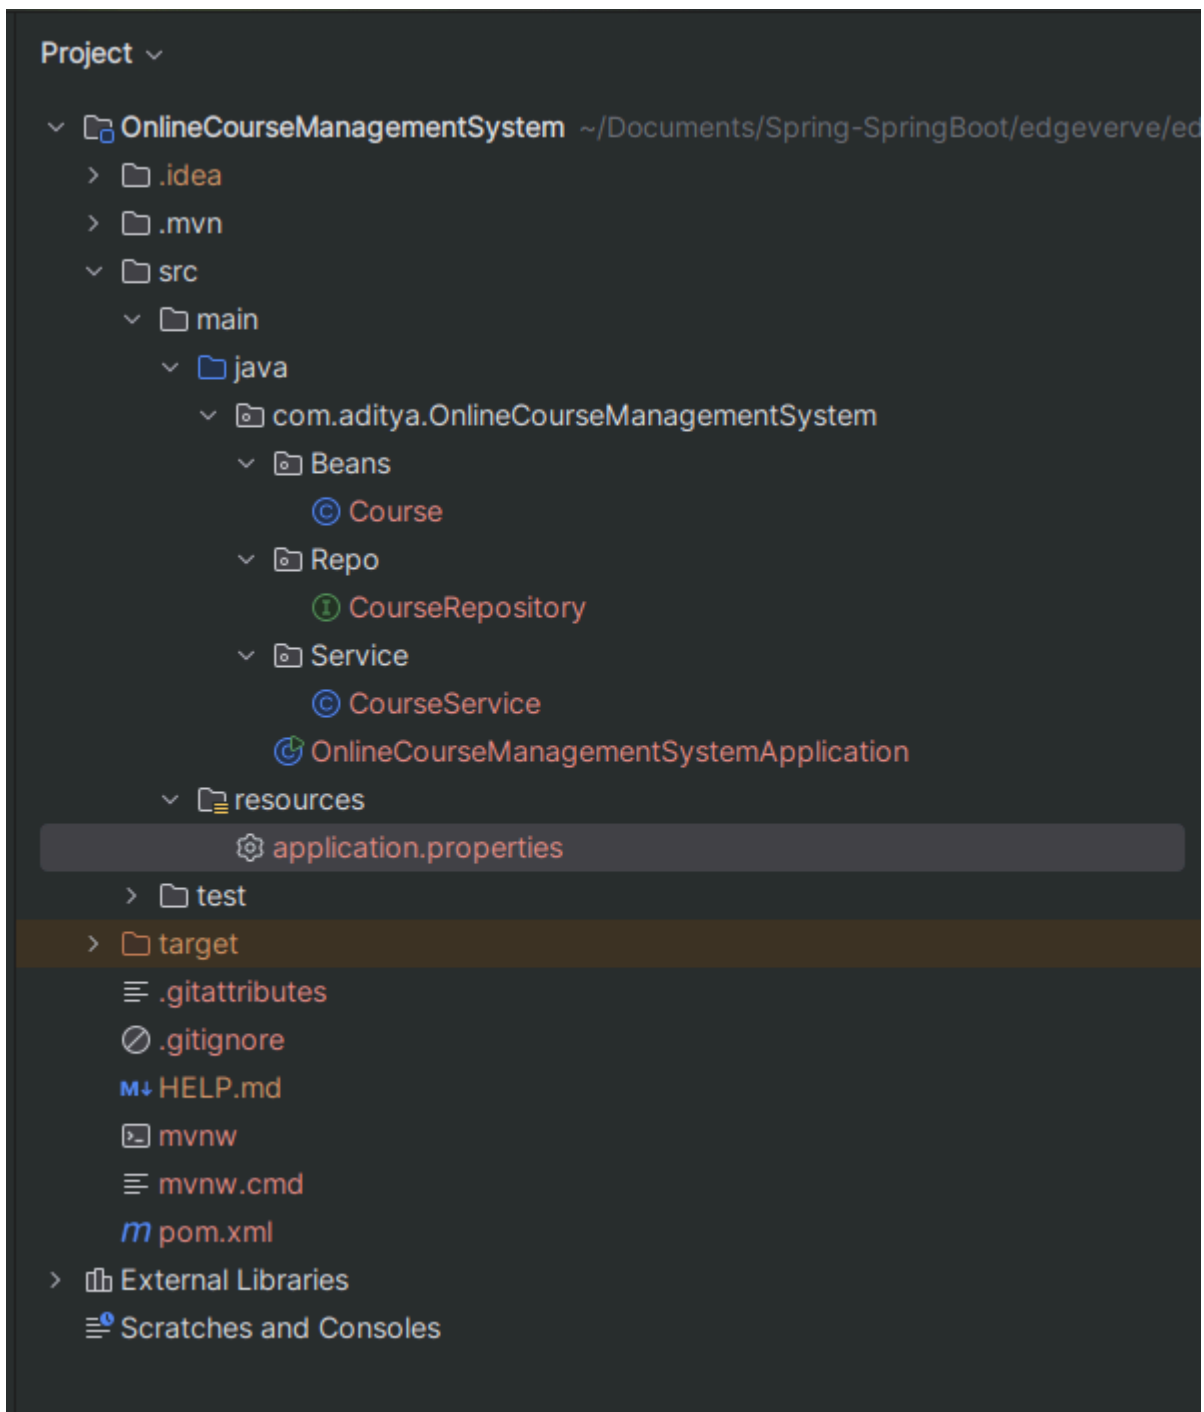 Project
OnlineCourseManagementSystem ~/Documents/Spring-SpringBoot/edgeverve/ed
.idea
.mvn
src
main
java
com.aditya.OnlineCourseManagementSystem
Beans
Course
Repo
CourseRepository
Service
CourseService
OnlineCourseManagementSystemApplication
resources
application.properties
test
target
.gitattributes
.gitignore
HELP.md
mvnw
mvnw.cmd
pom.xml
External Libraries
Scratches and Consoles